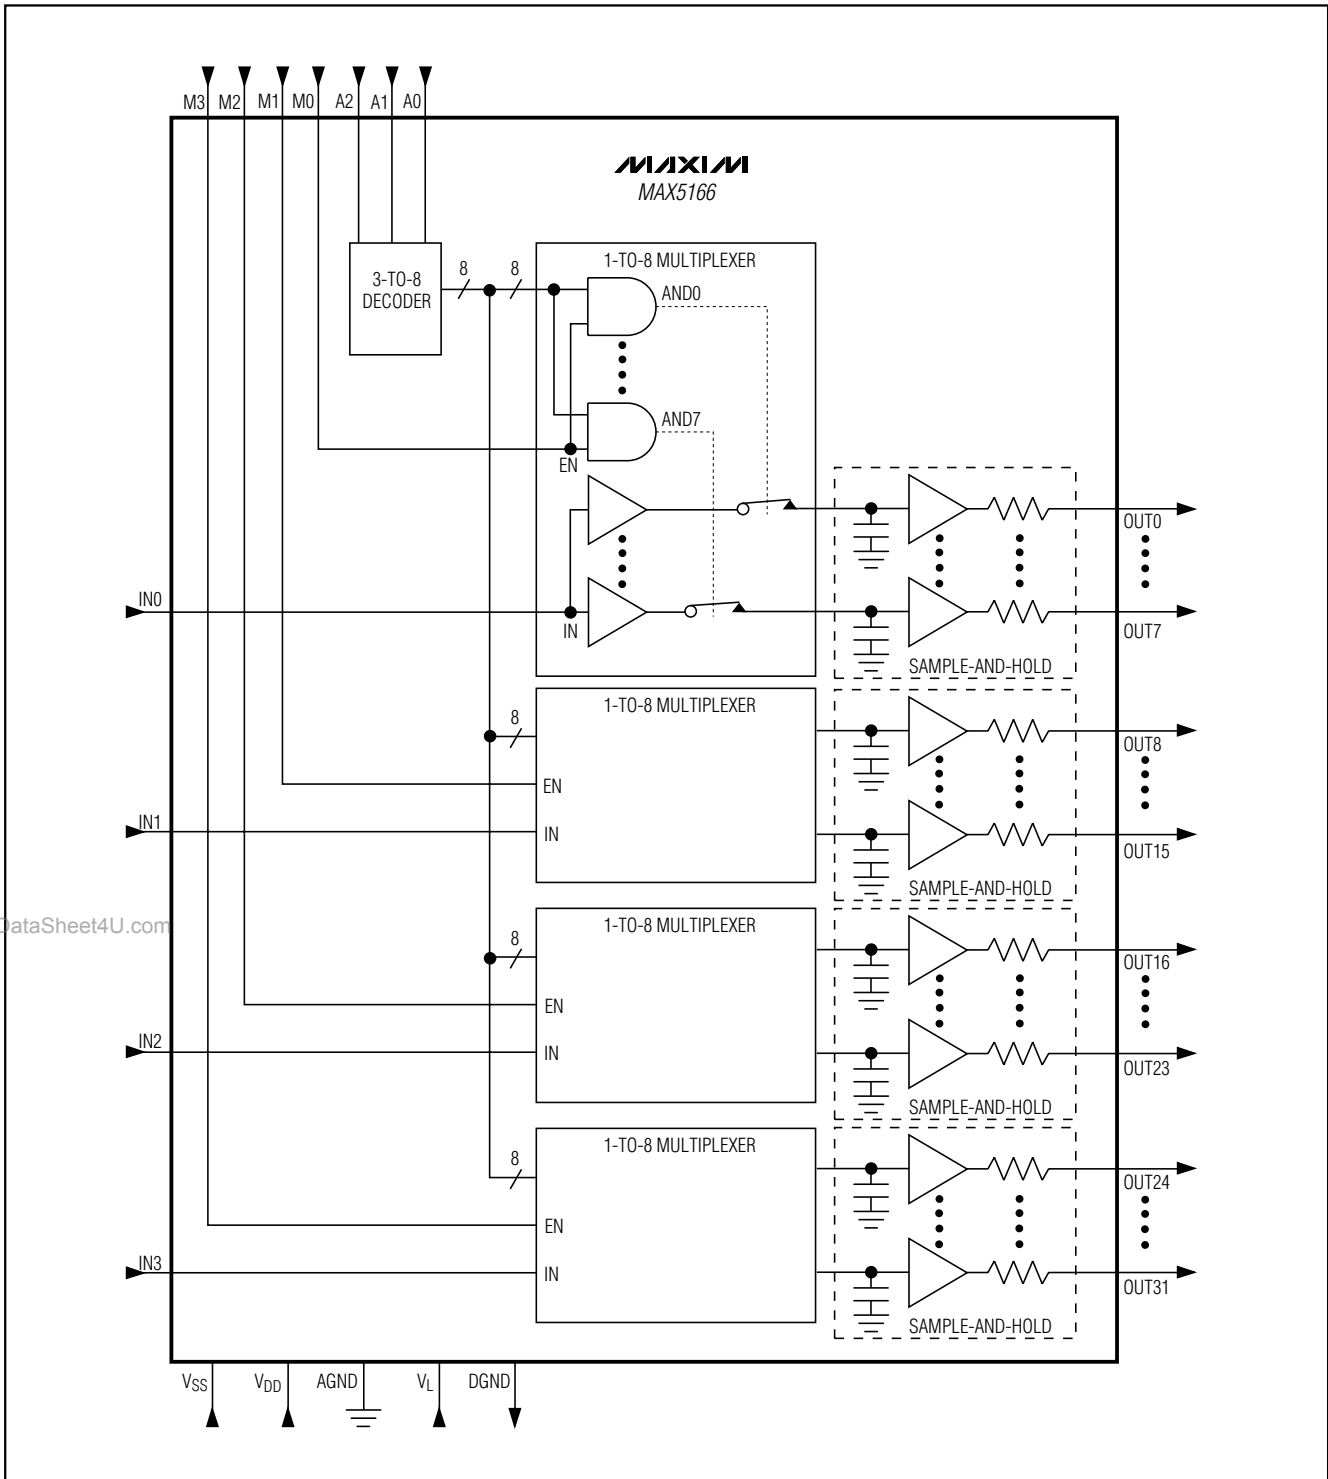 M3 M2 M1 M0 A2 A1 A0
MAXIM
MAX5166
3-TO-8
DECODER
8
8
1-TO-8 MULTIPLEXER
AND0
AND7
EN
IN0
IN
OUT0
OUT7
SAMPLE-AND-HOLD
8
1-TO-8 MULTIPLEXER
EN
IN1
IN
OUT8
OUT15
SAMPLE-AND-HOLD
DataSheet4U.com
8
1-TO-8 MULTIPLEXER
EN
IN2
IN
OUT16
OUT23
SAMPLE-AND-HOLD
8
1-TO-8 MULTIPLEXER
EN
IN3
IN
OUT24
OUT31
SAMPLE-AND-HOLD
VSS VDD AGND VL DGND